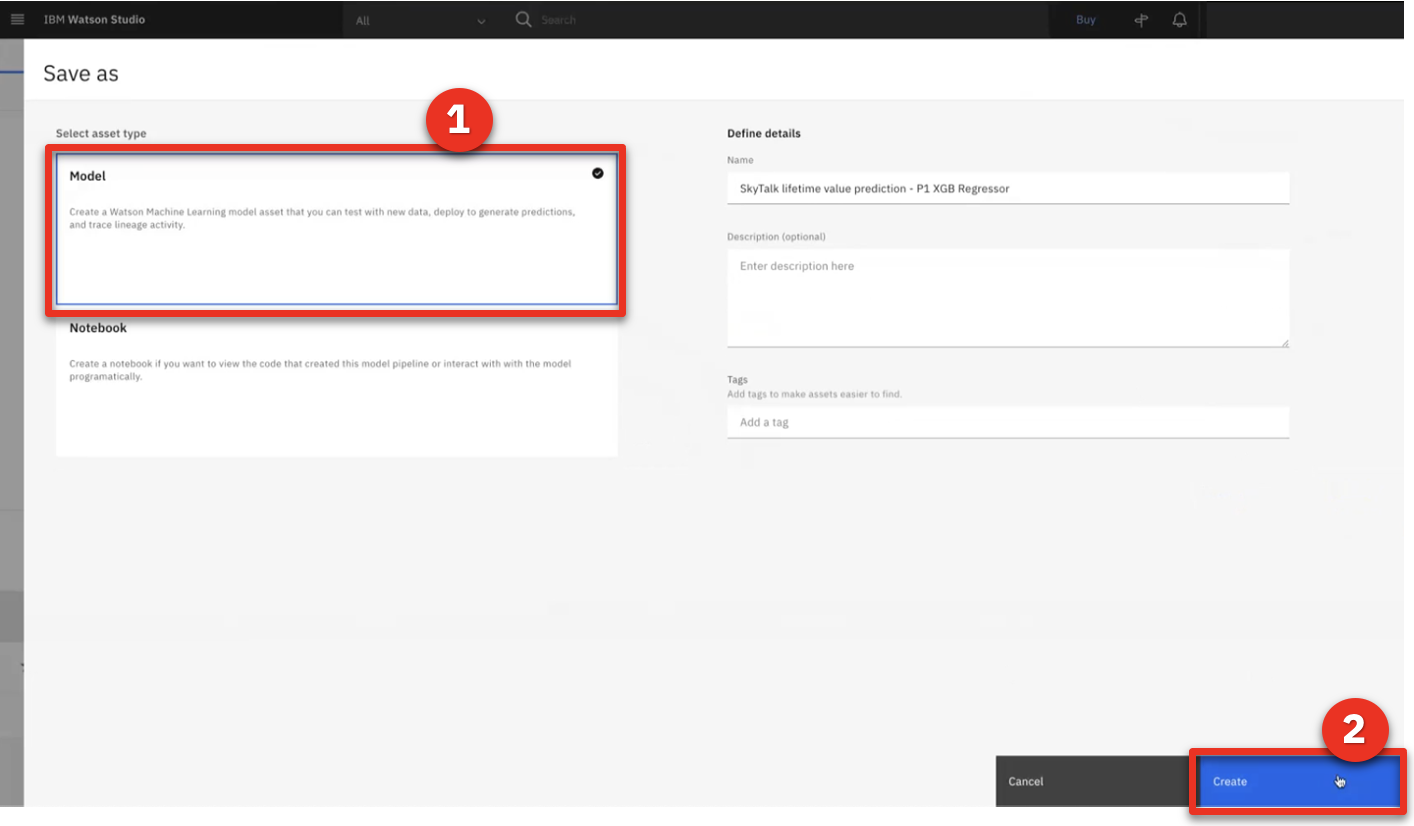 IBM Watson Studio
All
Search
Buy
Save as
1
Select asset type
Model
Create a Watson Machine Learning model asset that you can test with new data, deploy to generate predictions,
and trace lineage activity.
Notebook
Create a notebook if you want to view the code that created this model pipeline or interact with with the model
programatically.
Define details
Name
SkyTalk lifetime value prediction - P1 XGB Regressor
Description (optional)
Enter description here
Tags
Add tags to make assets easier to find.
Add a tag
2
Cancel
Create